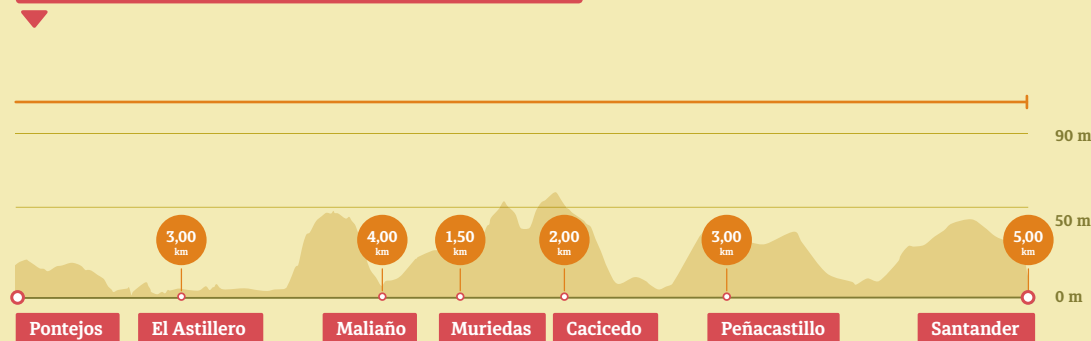 90 m
50 m
3,00
km
4,00
km
1,50
km
2,00
km
3,00
km
5,00
km
0 m
Pontejos
El Astillero
Maliaño
Muriedas
Cacicedo
Peñacastillo
Santander